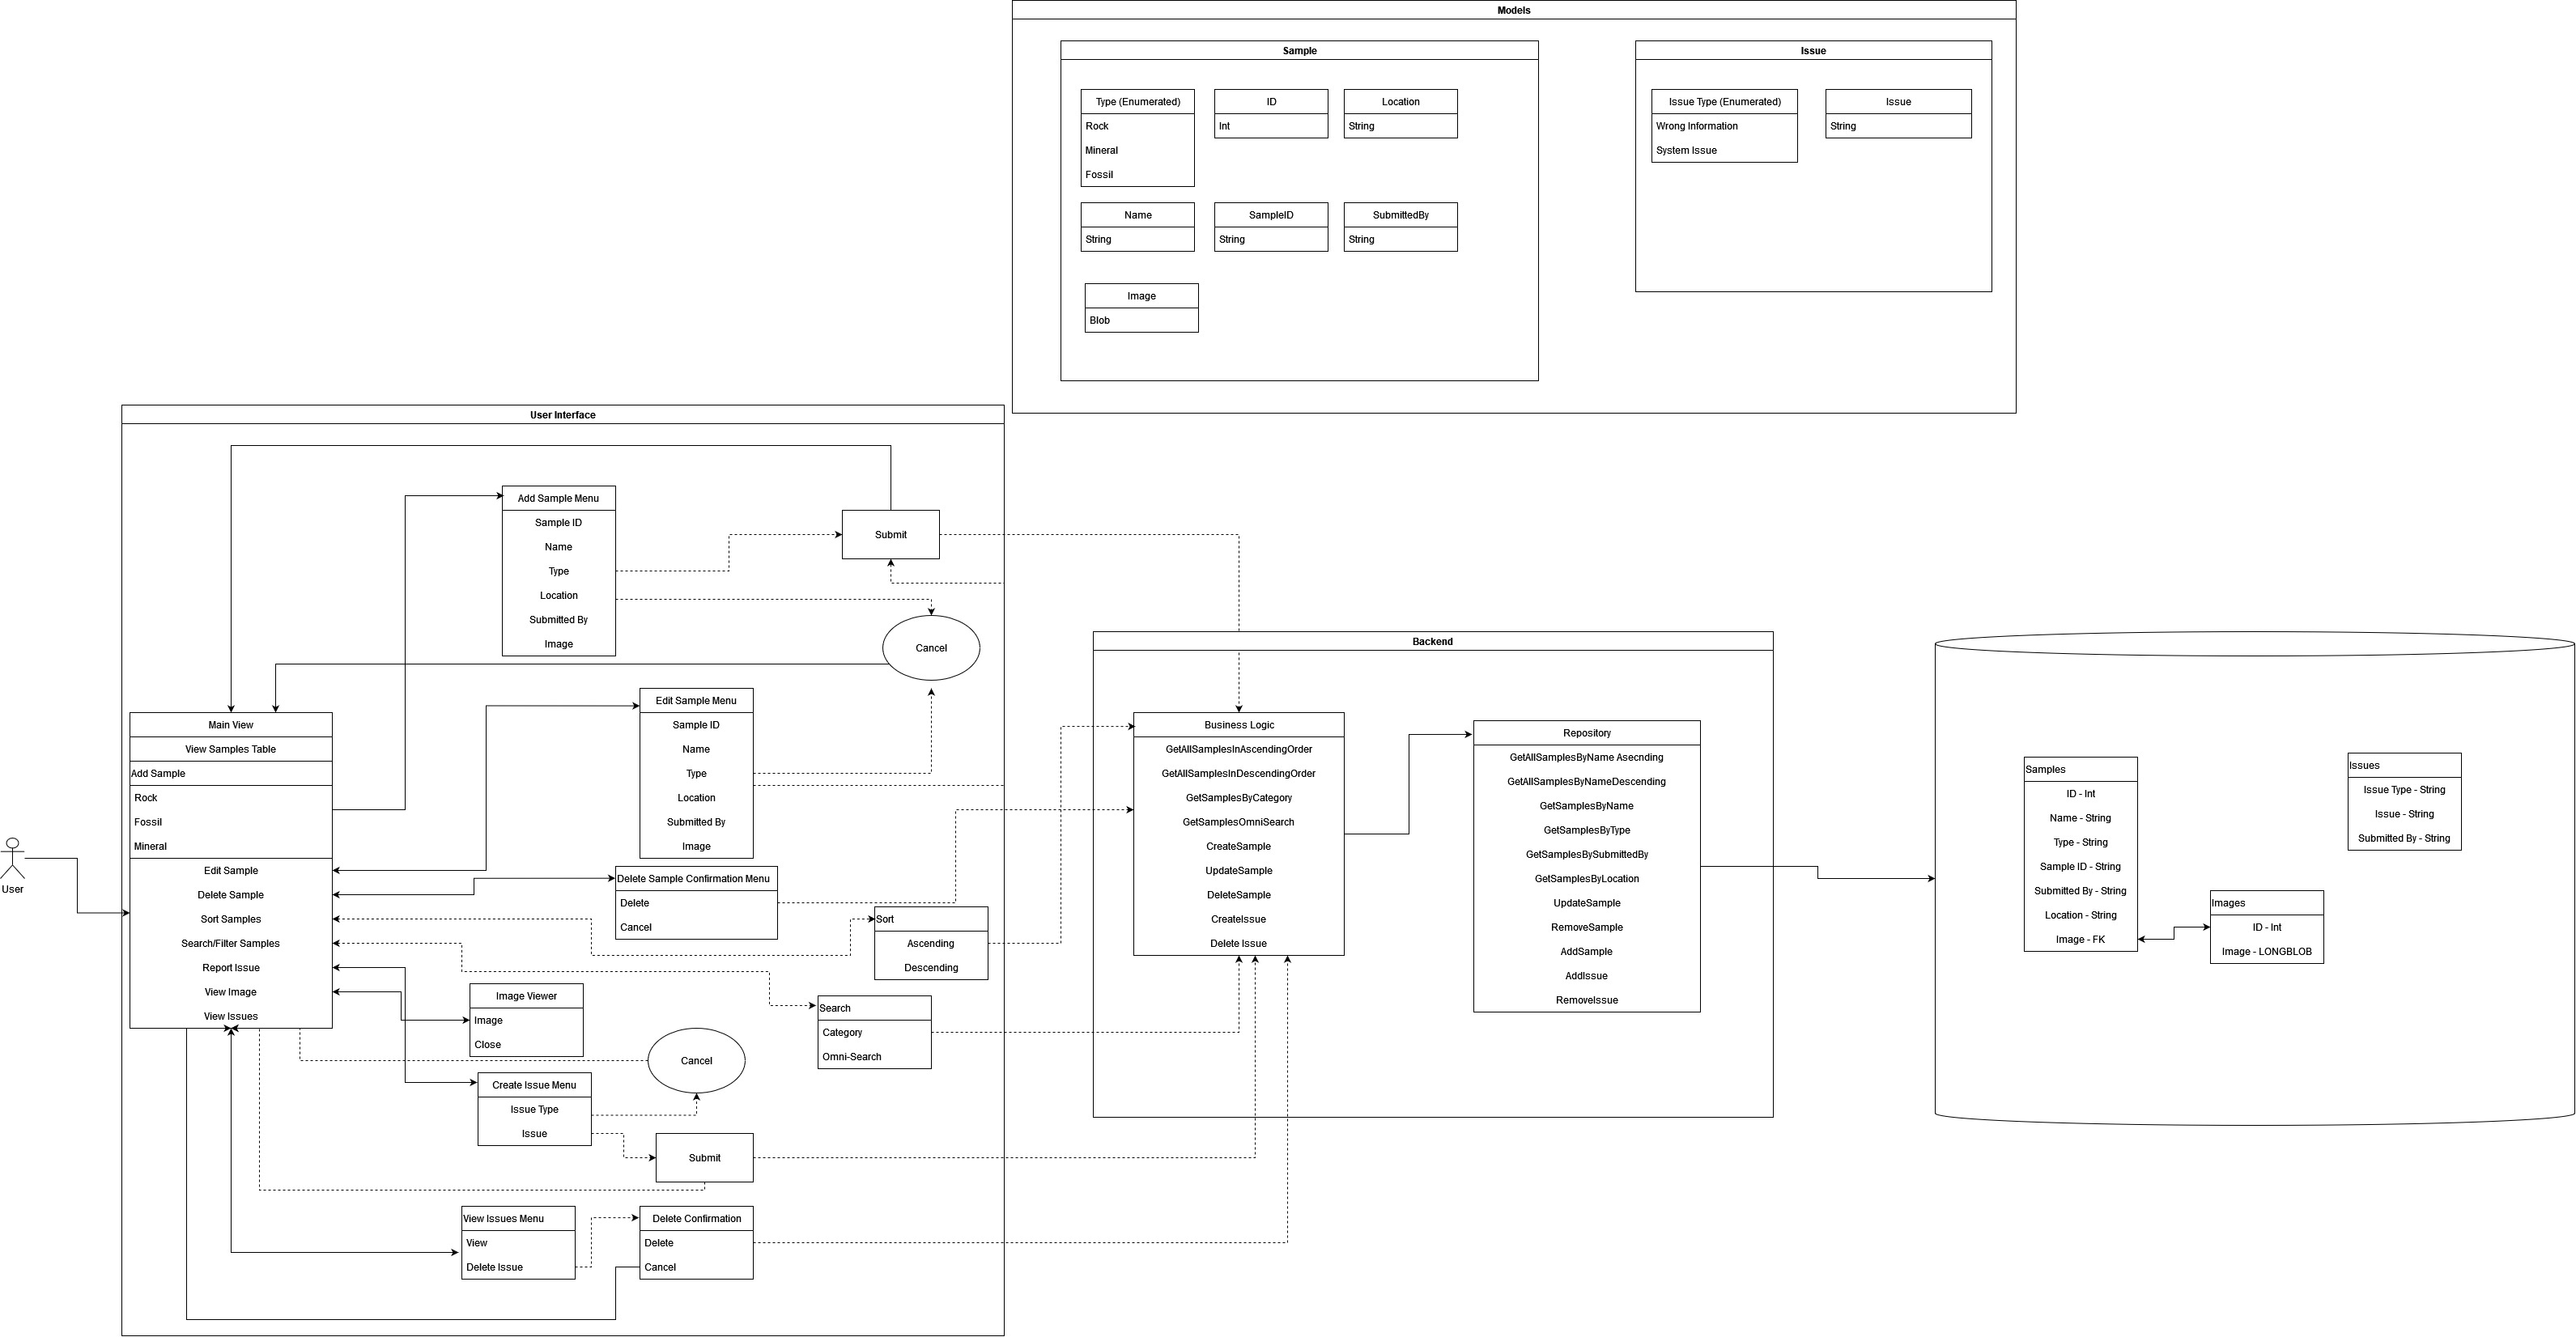 Models
Sample
Type (Enumerated)
Rock
Mineral
Fossil
ID
Int
Location
String
Name
String
SampleID
String
SubmittedBy
String
Image
Blob
Issue
Issue Type (Enumerated)
Wrong Information
System Issue
Issue
String
User
User Interface
Main View
View Samples Table
Add Sample
Rock
Fossil
Mineral
Edit Sample
Delete Sample
Sort Samples
Search/Filter Samples
Report Issue
View Image
View Issues
Add Sample Menu
Sample ID
Name
Type
Location
Submitted By
Image
Submit
Cancel
Edit Sample Menu
Sample ID
Name
Type
Location
Submitted By
Image
Delete Sample Confirmation Menu
Delete
Cancel
Sort
Ascending
Descending
Search
Category
Omni-Search
Image Viewer
Image
Close
Cancel
Create Issue Menu
Issue Type
Issue
Submit
View Issues Menu
View
Delete Issue
Delete Confirmation
Delete
Cancel
Backend
Business Logic
GetAllSamplesInAscendingOrder
GetAllSamplesInDescendingOrder
GetSamplesByCategory
GetSamplesOmniSearch
CreateSample
UpdateSample
DeleteSample
CreateIssue
Delete Issue
Repository
GetAllSamplesByName Asecnding
GetAllSamplesByNameDescending
GetSamplesByName
GetSamplesByType
GetSamplesBySubmittedBy
GetSamplesByLocation
UpdateSample
RemoveSample
AddSample
AddIssue
RemoveIssue
Samples
ID - Int
Name - String
Type - String
Sample ID - String
Submitted By - String
Location - String
Image - FK
Images
ID - Int
Image - LONGBLOB
Issues
Issue Type - String
Issue - String
Submitted By - String